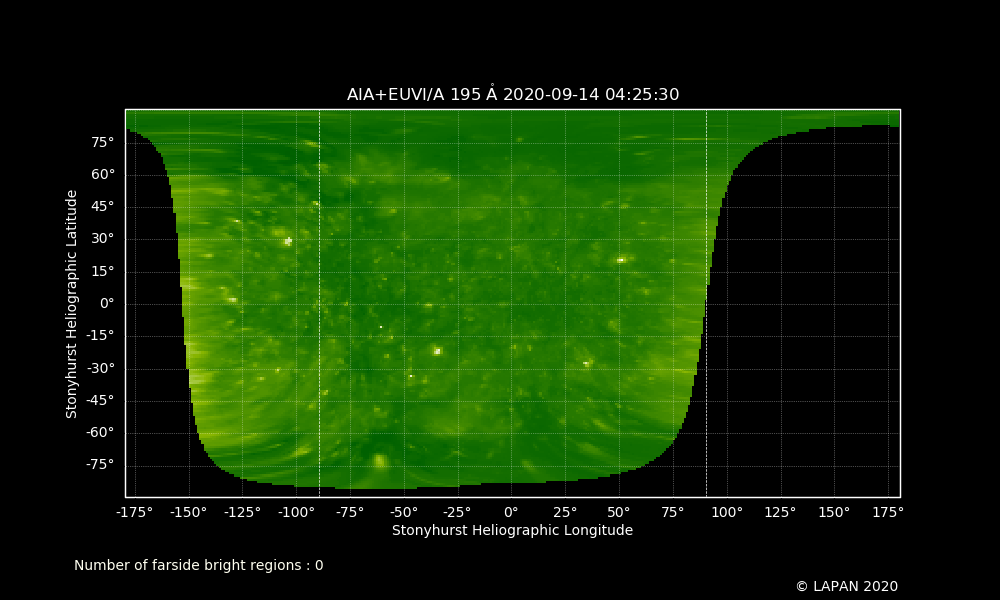 AIA+EUVI/A 195 Å 2020-09-14 04:25:30
75°
60°
45°
30°
15°
0°
-15°
-30°
-45°
-60°
-75°
Stonyhurst Heliographic Latitude
-175° -150° -125° -100° -75° -50° -25° 0° 25° 50° 75° 100° 125° 150° 175°
Stonyhurst Heliographic Longitude
Number of farside bright regions : 0
© LAPAN 2020